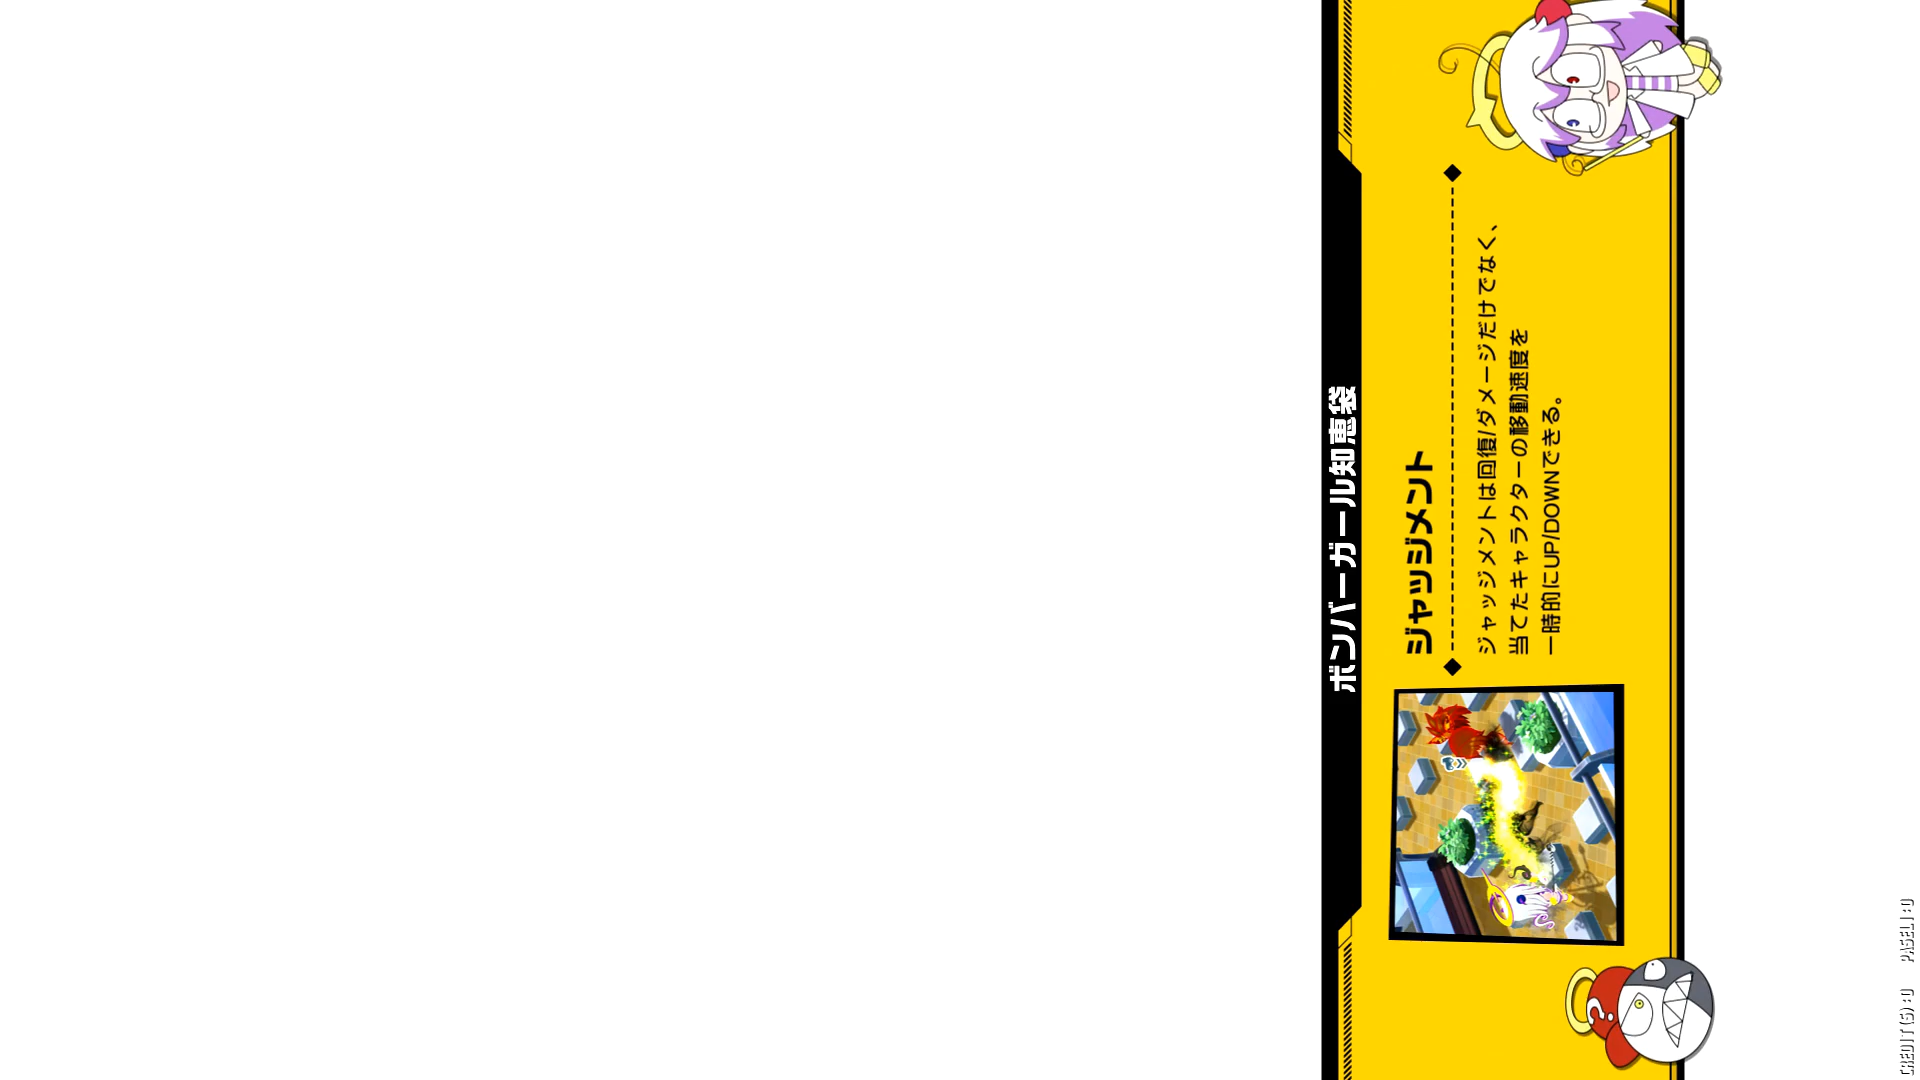 ボンバーガール知恵袋
ジャッジメント
ジャッジメントは回復/ダメージだけでなく、
当てたキャラクターの移動速度を
一時的にUP/DOWNできる。
?
CREDIT(S):0 PASELI:0